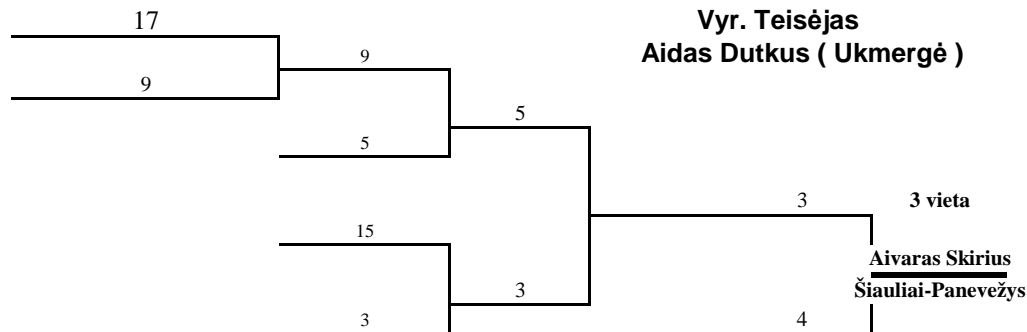 17
Vyr. Teisėjas
Aidas Dutkus ( Ukmergė )
9
9
5
5
3
3 vieta
15
Aivaras Skirius
Šiauliai-Panevežys
3
3
4